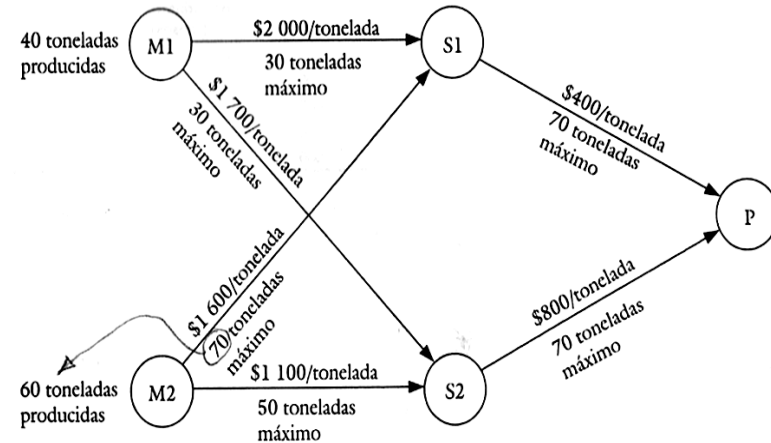 40 toneladas
producidas
M1
$2 000/tonelada
30 toneladas
máximo
S1
$1 700/tonelada
30 toneladas
máximo
$400/tonelada
70 toneladas
máximo
P
$1 600/tonelada
70 toneladas
máximo
$800/tonelada
70 toneladas
máximo
60 toneladas
producidas
M2
$1 100/tonelada
50 toneladas
máximo
S2